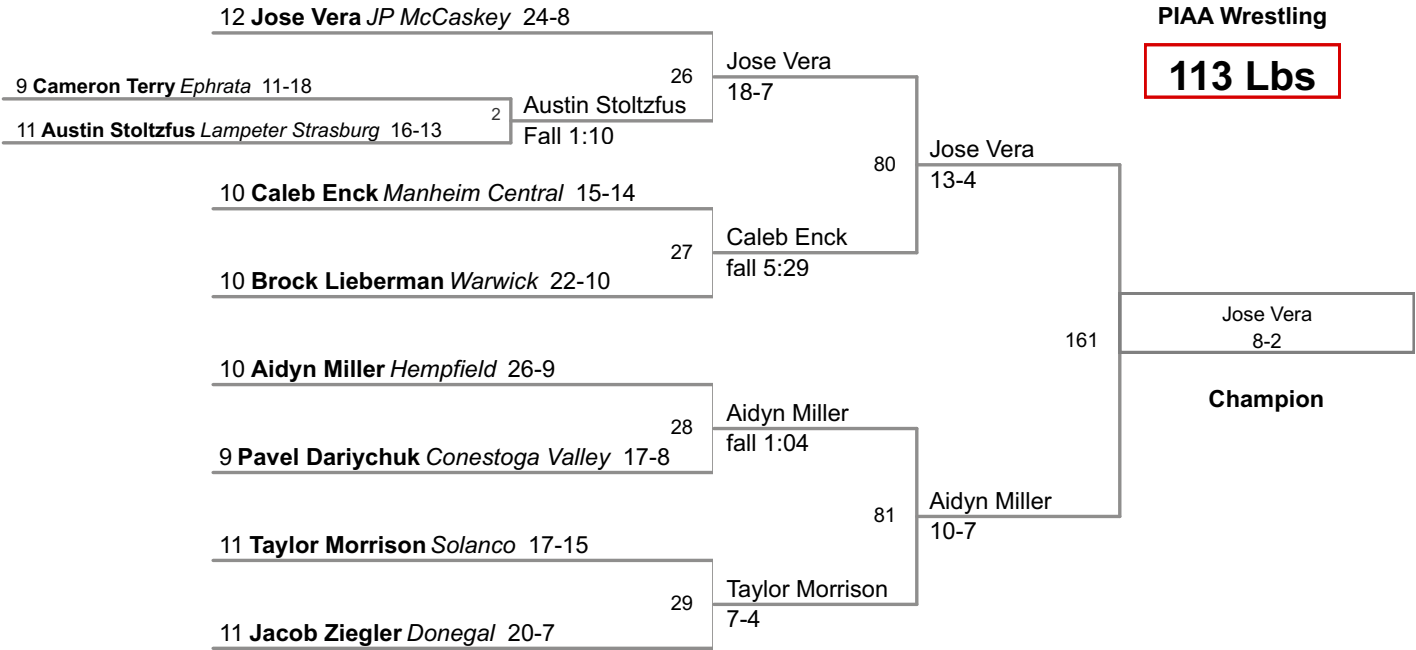 12 Jose Vera JP McCaskey 24-8
PIAA Wrestling
113 Lbs
26
Jose Vera
18-7
9 Cameron Terry Ephrata 11-18
2
Austin Stoltzfus
Fall 1:10
11 Austin Stoltzfus Lampeter Strasburg 16-13
80
Jose Vera
13-4
10 Caleb Enck Manheim Central 15-14
27
Caleb Enck
fall 5:29
10 Brock Lieberman Warwick 22-10
161
Jose Vera
8-2
Champion
10 Aidyn Miller Hempfield 26-9
28
Aidyn Miller
fall 1:04
9 Pavel Dariychuk Conestoga Valley 17-8
81
Aidyn Miller
10-7
11 Taylor Morrison Solanco 17-15
29
Taylor Morrison
7-4
11 Jacob Ziegler Donegal 20-7